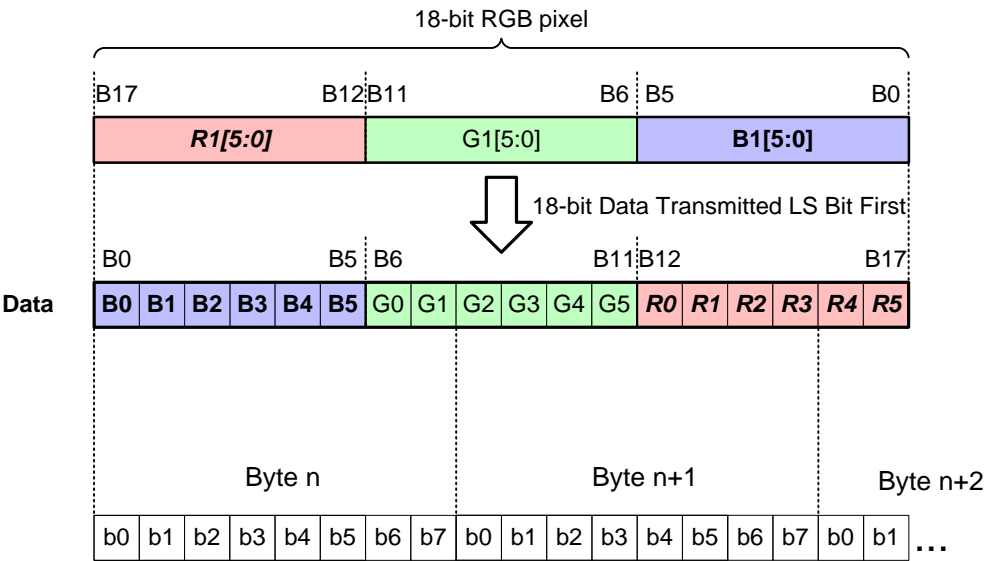 18-bit RGB pixel
B17 B12 B11 B6 B5 B0
R1[5:0] G1[5:0] B1[5:0]
18-bit Data Transmitted LS Bit First
B0 B5 B6 B11 B12 B17
Data B0 B1 B2 B3 B4 B5 G0 G1 G2 G3 G4 G5 R0 R1 R2 R3 R4 R5
Byte n Byte n+1 Byte n+2
b0 b1 b2 b3 b4 b5 b6 b7 b0 b1 b2 b3 b4 b5 b6 b7 b0 b1 ...